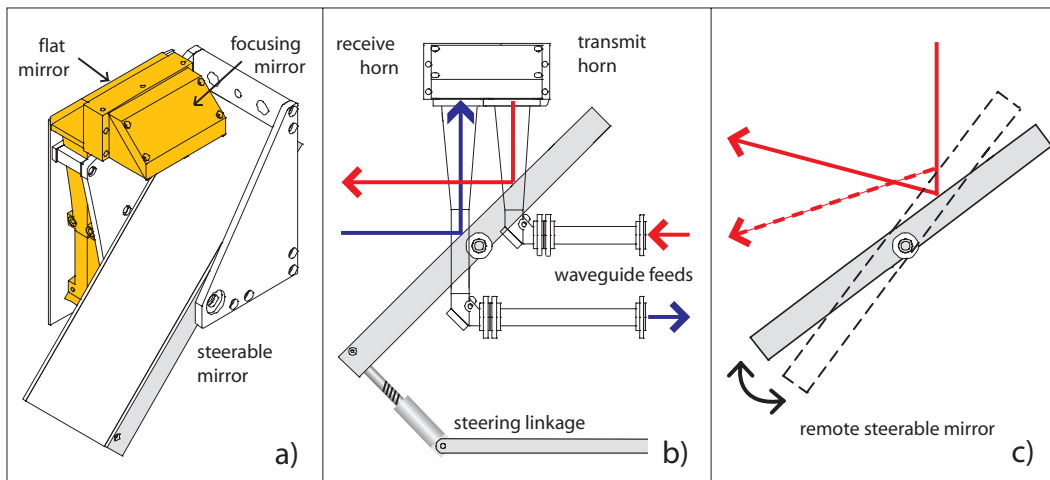 flat
mirror
focusing
mirror
steerable
mirror
a)
receive
horn
transmit
horn
waveguide feeds
steering linkage
b)
remote steerable mirror
c)